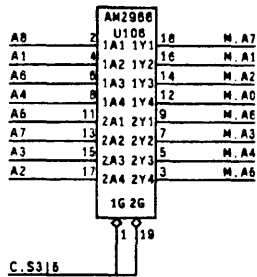 AM2966
U106
A8 2 1A1 1Y1 18 M.A7
A1 4 1A2 1Y2 16 M.A1
A6 6 1A3 1Y3 14 M.A2
A4 8 1A4 1Y4 12 M.A0
A5 11 2A1 2Y1 9 M.A6
A7 13 2A2 2Y2 7 M.A3
A3 15 2A3 2Y3 5 M.A4
A2 17 2A4 2Y4 3 M.A5
1G 2G
1 19
C.S3|6